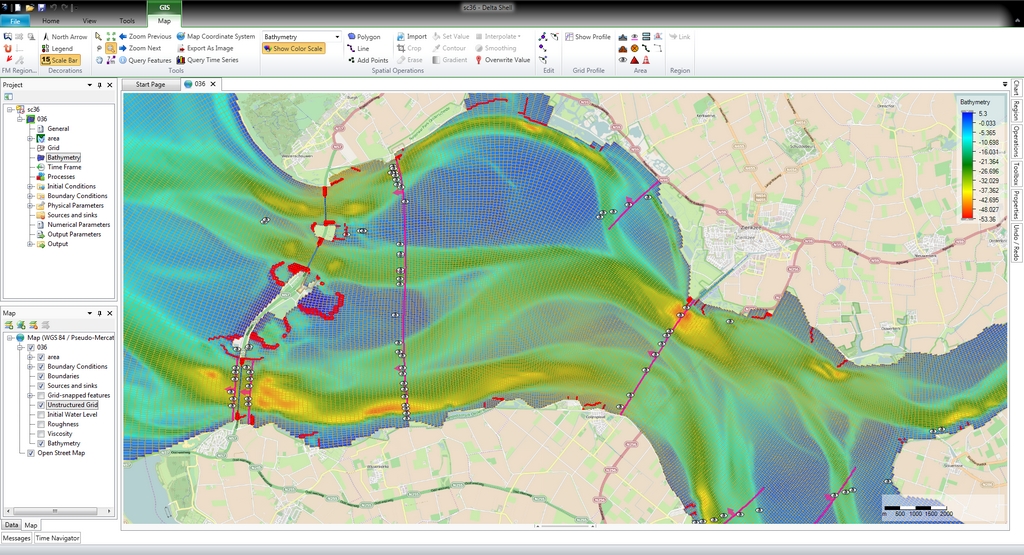 sc36 - Delta Shell
GIS
File Home View Tools Map
North Arrow
Legend
Scale Bar
FM Region...
Decorations
Zoom Previous
Zoom Next
Query Features
Map Coordinate System
Export As Image
Query Time Series
Tools
Bathymetry
Show Color Scale
Polygon
Line
Add Points
Import
Crop
Erase
Set Value
Contour
Gradient
Interpolate
Smoothing
Overwrite Value
Spatial Operations
Edit
Show Profile
Grid Profile
Area
Link
Region
Project
sc36
036
General
area
Grid
Bathymetry
Time Frame
Processes
Initial Conditions
Boundary Conditions
Physical Parameters
Sources and sinks
Numerical Parameters
Output Parameters
Output
Map
Map (WGS 84 / Pseudo-Mercat
036
area
Boundary Conditions
Boundaries
Sources and sinks
Grid-snapped features
Unstructured Grid
Initial Water Level
Roughness
Viscosity
Bathymetry
Open Street Map
Data Map
Messages Time Navigator
Start Page
036
Bathymetry
5.3
-0.033
-5.365
-10.698
-16.031
-21.364
-26.696
-32.029
-37.362
-42.695
-48.027
-53.36
Zierikzee
m 500 1000 1500 2000
Chart
Region
Operations
Toolbox
Properties
Undo / Redo